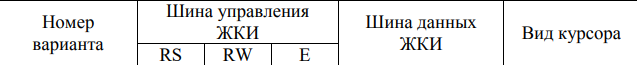 Номер
варианта
Шина управления
ЖКИ
RS RW E
Шина данных
ЖКИ
Вид курсора